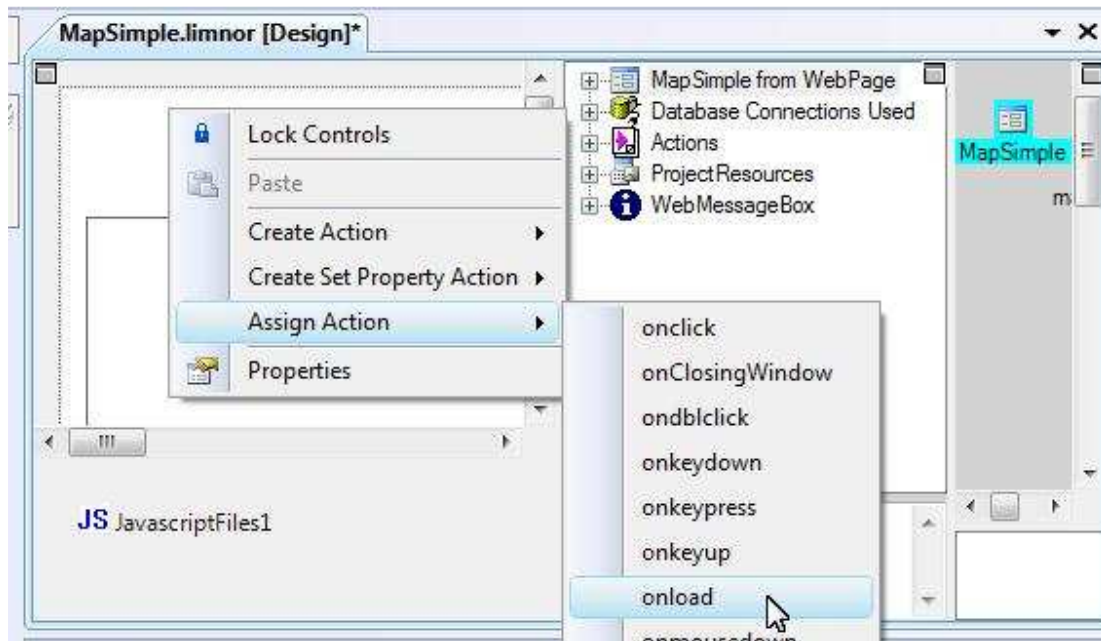 MapSimple.limnor [Design]*
MapSimple from WebPage
Database Connections Used
Actions
ProjectResources
WebMessageBox
MapSimple
m
Lock Controls
Paste
Create Action
Create Set Property Action
Assign Action
Properties
onclick
onClosingWindow
ondblclick
onkeydown
onkeypress
onkeyup
onload
onmousedown
JS JavascriptFiles1